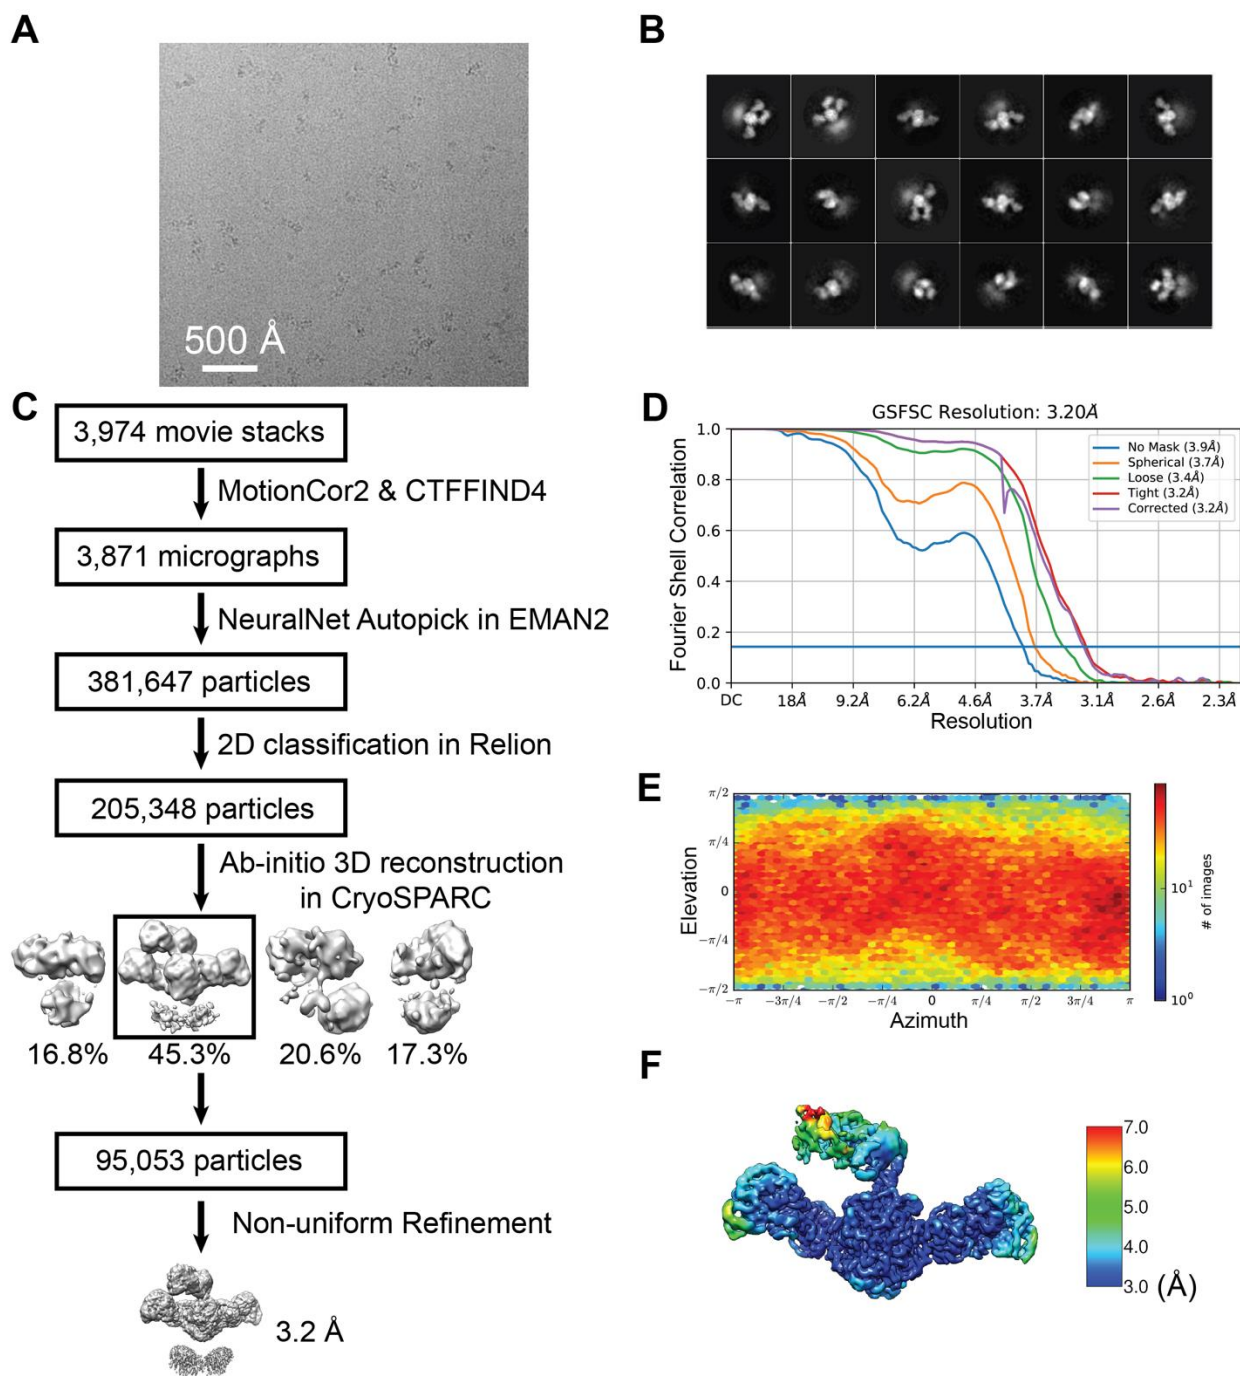 A
500 Å
B
C
3,974 movie stacks
MotionCor2 & CTFFIND4
3,871 micrographs
NeuralNet Autopick in EMAN2
381,647 particles
2D classification in Relion
205,348 particles
Ab-initio 3D reconstruction
in CryoSPARC
16.8% 45.3% 20.6% 17.3%
95,053 particles
Non-uniform Refinement
3.2 Å
D
GSFSC Resolution: 3.20Å
Fourier Shell Correlation
1.0
0.8
0.6
0.4
0.2
0.0
No Mask (3.9Å)
Spherical (3.7Å)
Loose (3.4Å)
Tight (3.2Å)
Corrected (3.2Å)
DC 18Å 9.2Å 6.2Å 4.6Å 3.7Å 3.1Å 2.6Å 2.3Å
Resolution
E
Elevation
π/2
π/4
0
−π/4
−π/2
−π −3π/4 −π/2 −π/4 0 π/4 π/2 3π/4 π
Azimuth
10¹
10⁰
# of images
F
7.0
6.0
5.0
4.0
3.0
(Å)